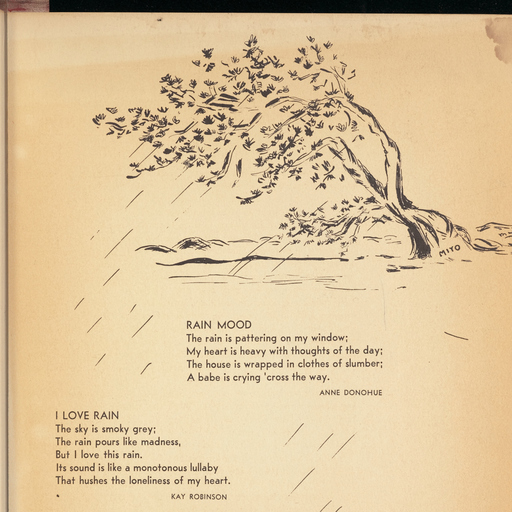 MITO
RAIN MOOD
The rain is pattering on my window;
My heart is heavy with thoughts of the day;
The house is wrapped in clothes of slumber;
A babe is crying 'cross the way.
ANNE DONOHUE
I LOVE RAIN
The sky is smoky grey;
The rain pours like madness,
But I love this rain.
Its sound is like a monotonous lullaby
That hushes the loneliness of my heart.
KAY ROBINSON